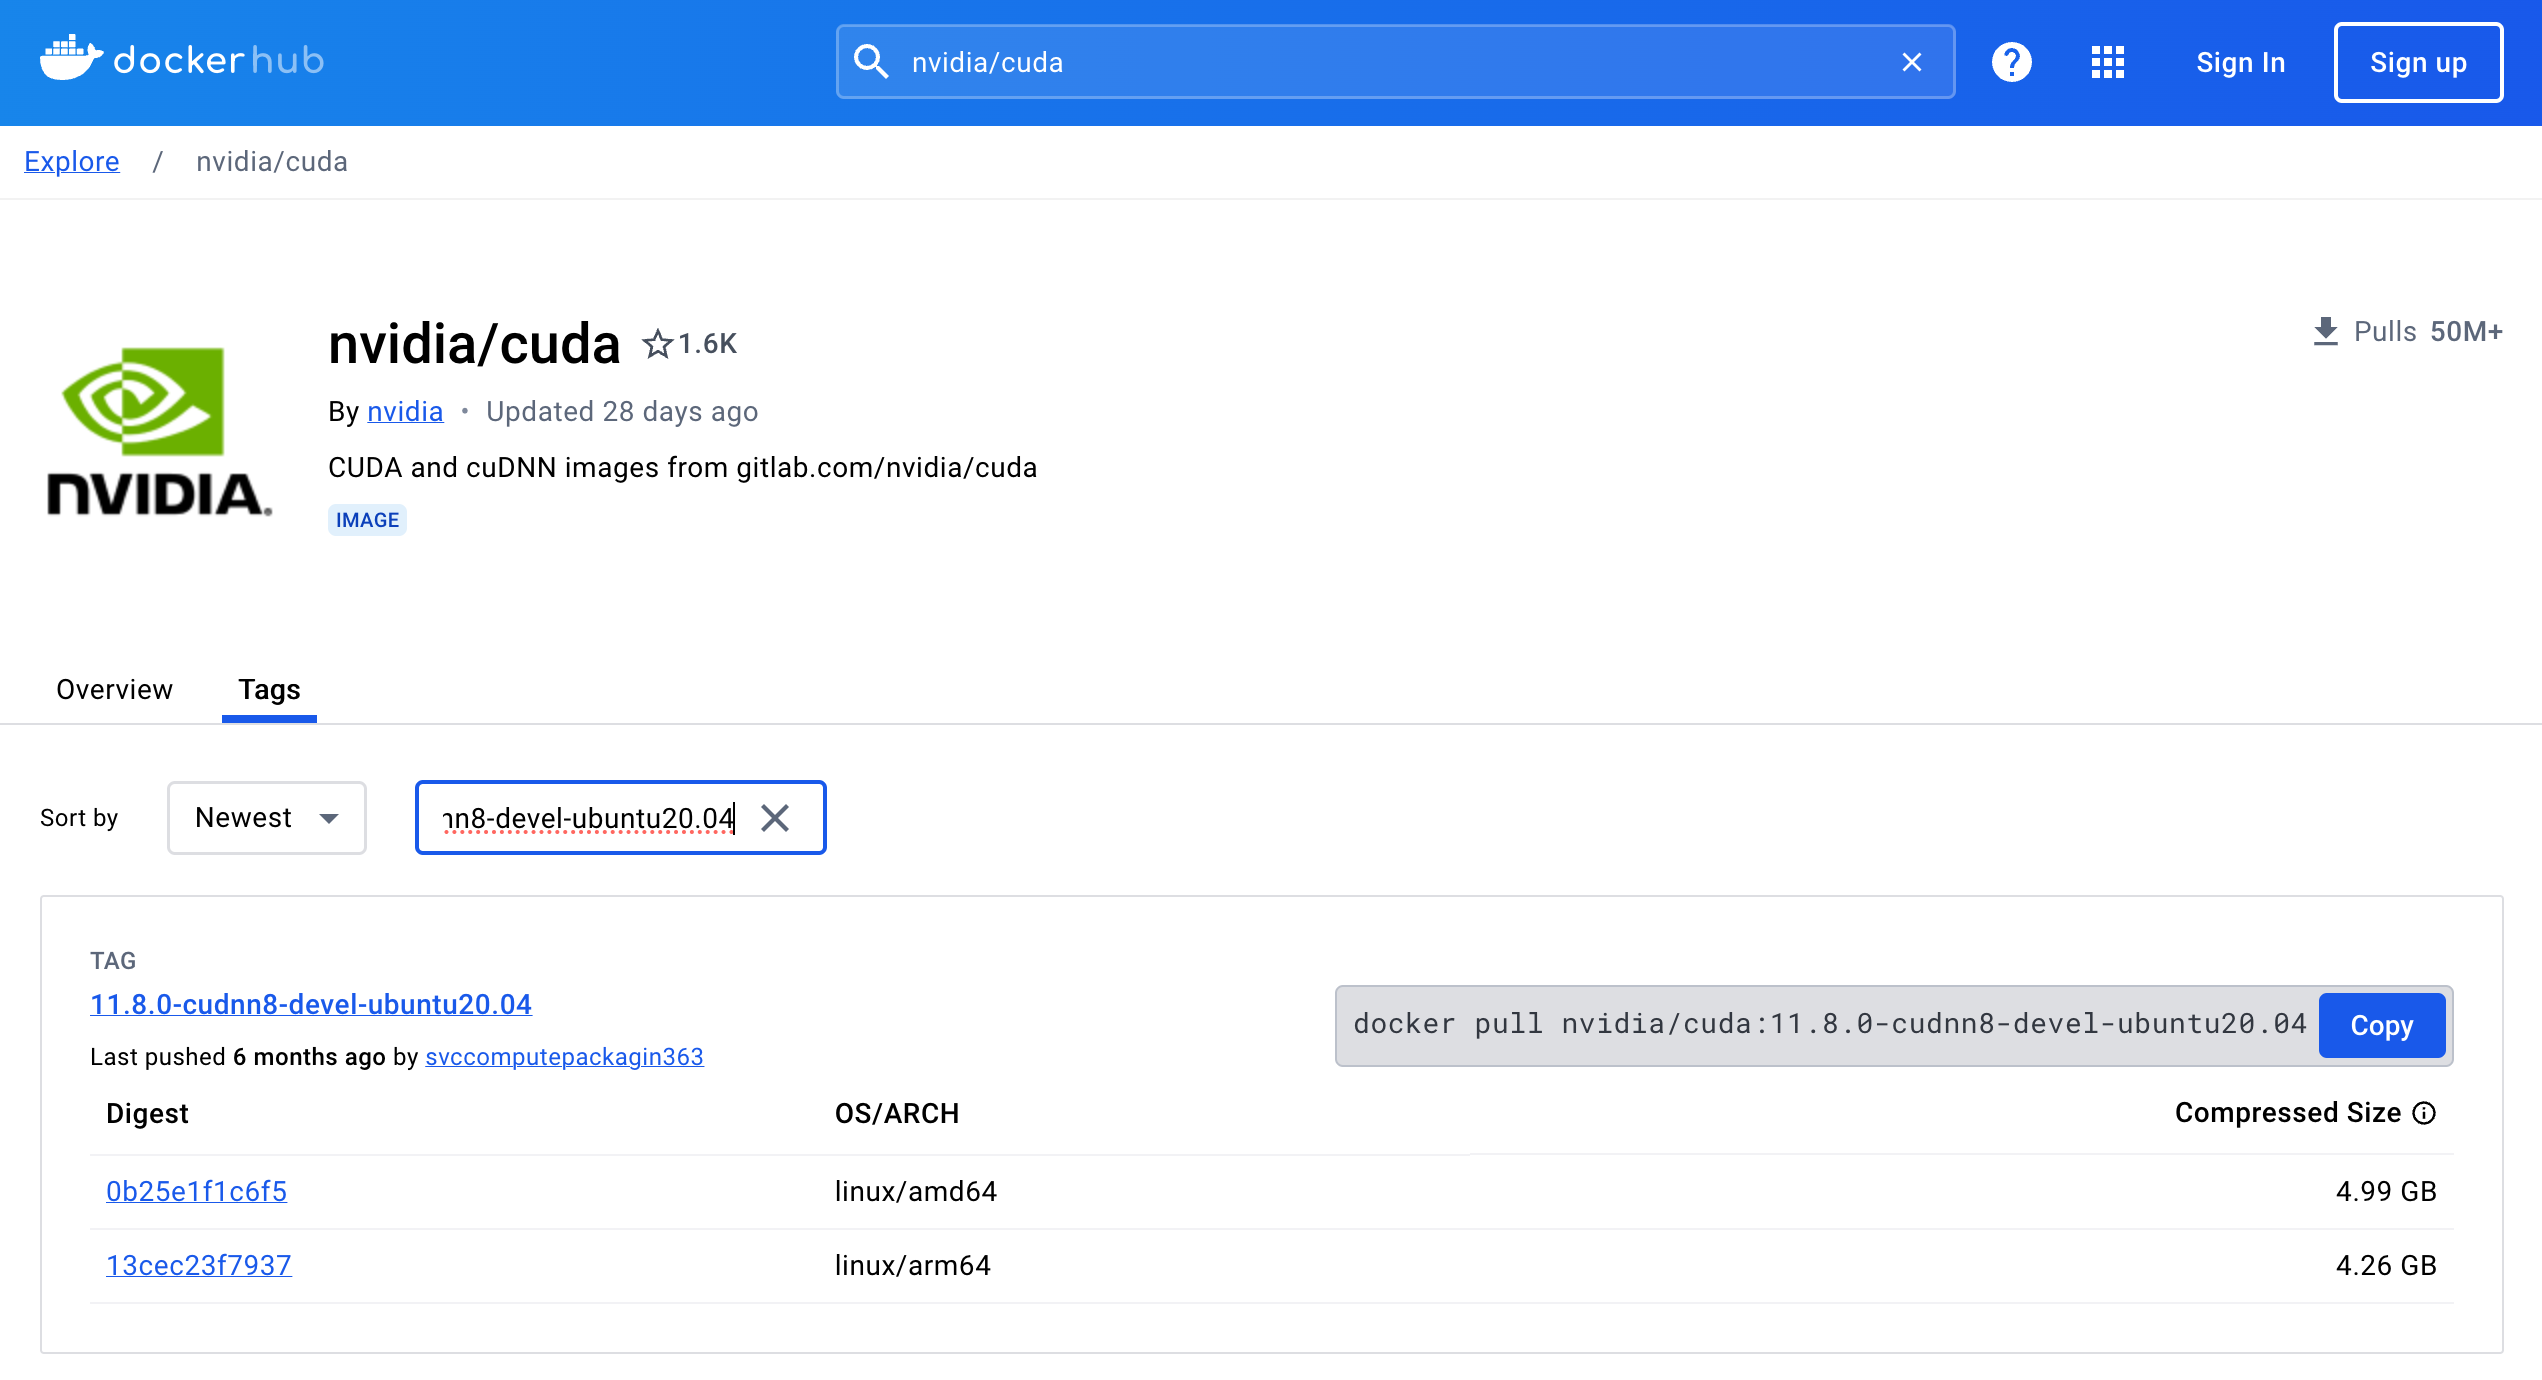 dockerhub
nvidia/cuda
Sign In
Sign up
Explore / nvidia/cuda
nvidia/cuda 1.6K
Pulls 50M+
By nvidia • Updated 28 days ago
CUDA and cuDNN images from gitlab.com/nvidia/cuda
IMAGE
NVIDIA.
Overview
Tags
Sort by
Newest
nn8-devel-ubuntu20.04
TAG
11.8.0-cudnn8-devel-ubuntu20.04
docker pull nvidia/cuda:11.8.0-cudnn8-devel-ubuntu20.04
Copy
Last pushed 6 months ago by svccomputepackagin363
Digest OS/ARCH Compressed Size
0b25e1f1c6f5 linux/amd64 4.99 GB
13cec23f7937 linux/arm64 4.26 GB